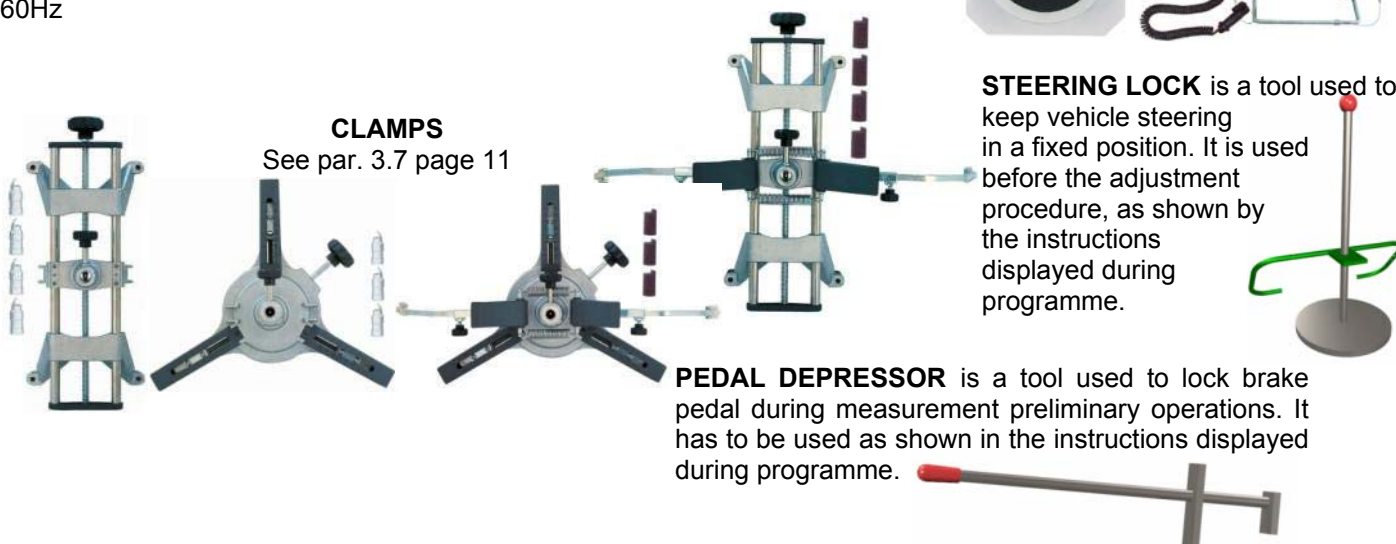 60Hz
CLAMPS
See par. 3.7 page 11
STEERING LOCK is a tool used to
keep vehicle steering
in a fixed position. It is used
before the adjustment
procedure, as shown by
the instructions
displayed during
programme.
PEDAL DEPRESSOR is a tool used to lock brake
pedal during measurement preliminary operations. It
has to be used as shown in the instructions displayed
during programme.